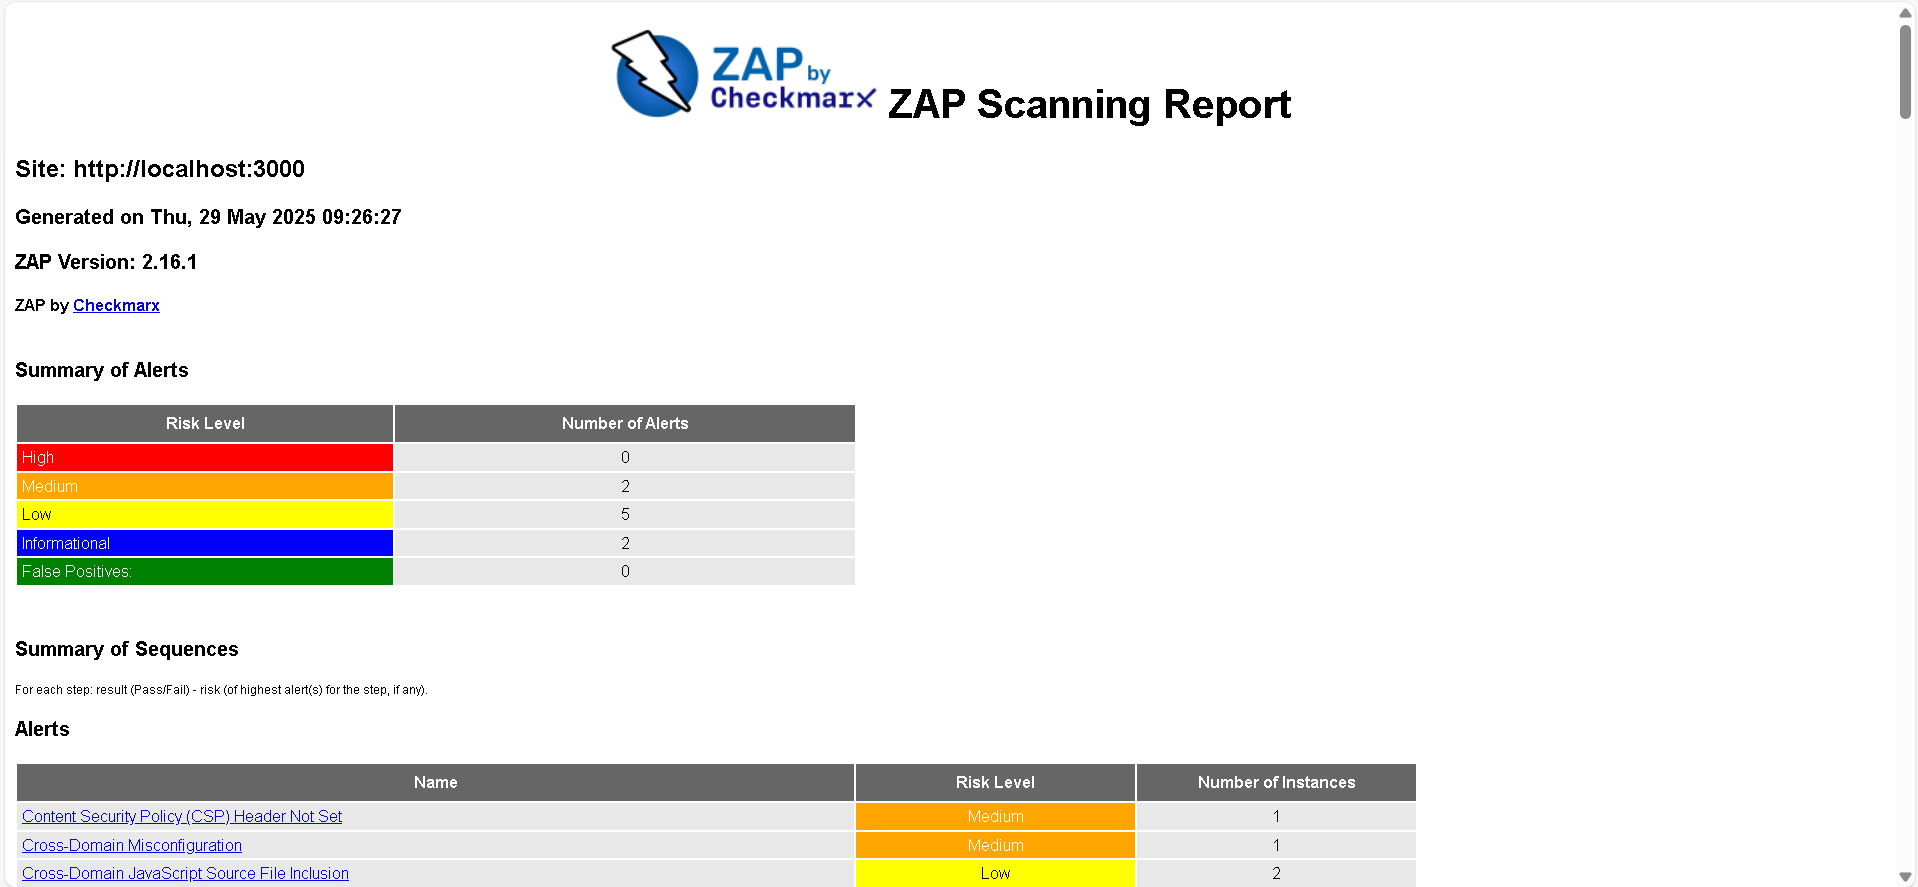 ZAP by
Checkmarx ZAP Scanning Report
Site: http://localhost:3000
Generated on Thu, 29 May 2025 09:26:27
ZAP Version: 2.16.1
ZAP by Checkmarx
Summary of Alerts
Risk Level Number of Alerts
High 0
Medium 2
Low 5
Informational 2
False Positives: 0
Summary of Sequences
For each step: result (Pass/Fail) - risk (of highest alert(s) for the step, if any).
Alerts
Name Risk Level Number of Instances
Content Security Policy (CSP) Header Not Set Medium 1
Cross-Domain Misconfiguration Medium 1
Cross-Domain JavaScript Source File Inclusion Low 2